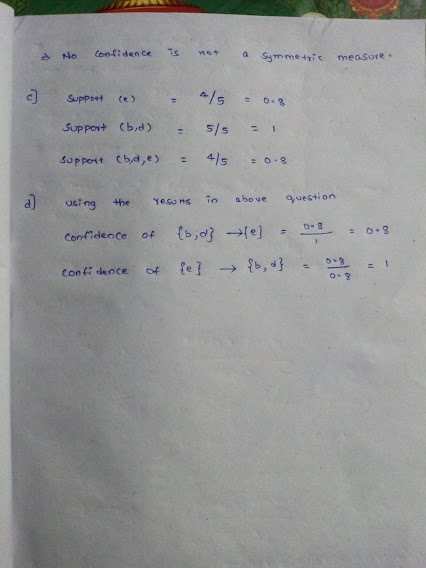 ⇒ No confidence is not a symmetric measure.
c] Support (e) = 4/5 = 0.8
Support (b,d) = 5/5 = 1
Support (b,d,e) = 4/5 = 0.8
d] using the results in above question
confidence of {b,d} → {e} = 0.8/1 = 0.8
confidence of {e} → {b,d} = 0.8/0.8 = 1